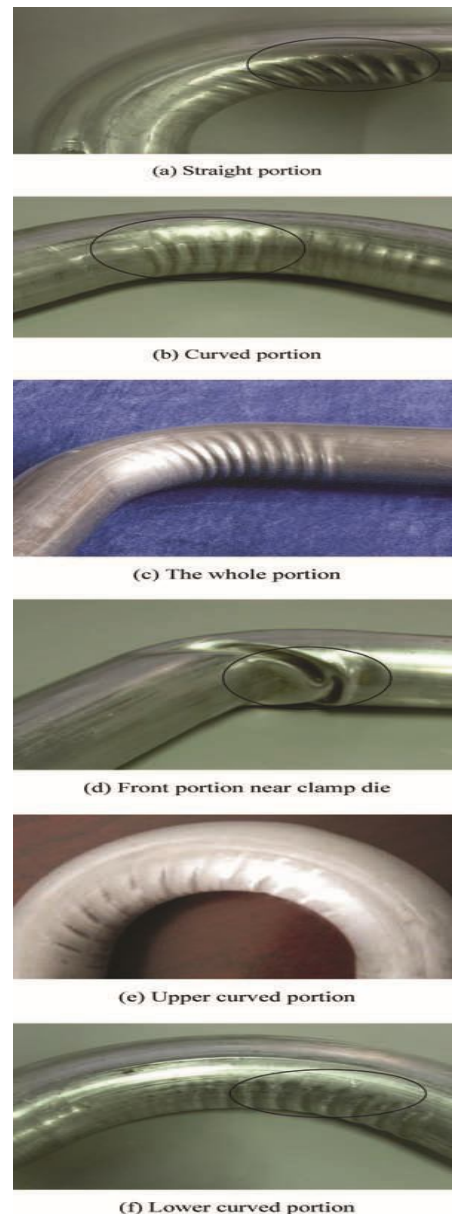 (a) Straight portion
(b) Curved portion
(c) The whole portion
(d) Front portion near clamp die
(e) Upper curved portion
(f) Lower curved portion